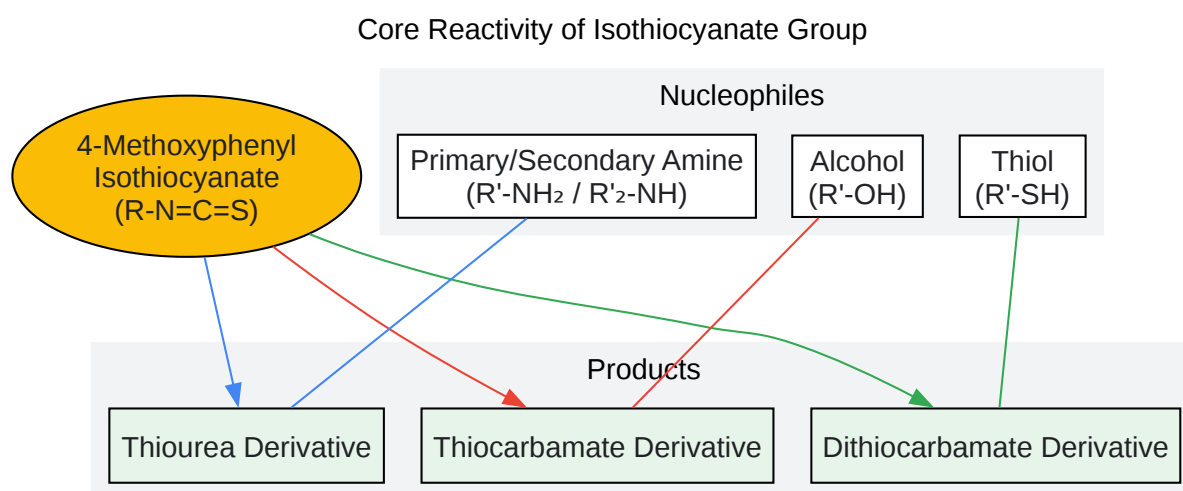 Core Reactivity of Isothiocyanate Group
Nucleophiles
4-Methoxyphenyl
Isothiocyanate
(R-N=C=S)
Primary/Secondary Amine
(R'-NH₂ / R'₂-NH)
Alcohol
(R'-OH)
Thiol
(R'-SH)
Products
Thiourea Derivative
Thiocarbamate Derivative
Dithiocarbamate Derivative